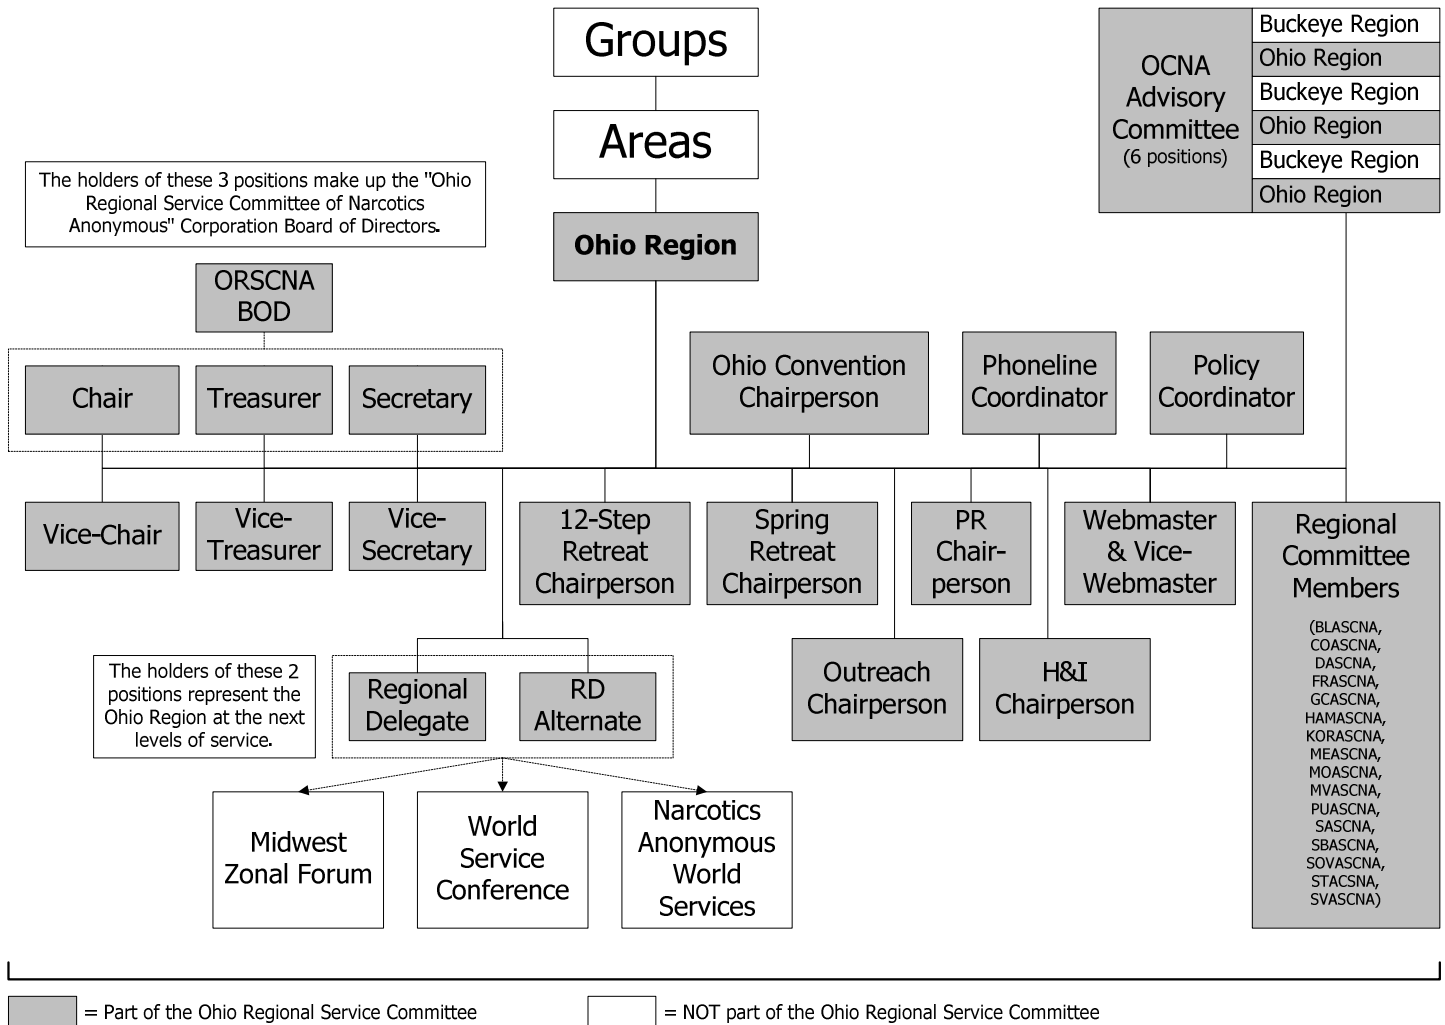 Groups
Areas
Ohio Region
OCNA
Advisory
Committee
(6 positions)
Buckeye Region
Ohio Region
Buckeye Region
Ohio Region
Buckeye Region
Ohio Region
The holders of these 3 positions make up the "Ohio
Regional Service Committee of Narcotics
Anonymous" Corporation Board of Directors.
ORSCNA
BOD
Chair
Treasurer
Secretary
Ohio Convention
Chairperson
Phoneline
Coordinator
Policy
Coordinator
Vice-Chair
Vice-
Treasurer
Vice-
Secretary
12-Step
Retreat
Chairperson
Spring
Retreat
Chairperson
PR
Chair-
person
Webmaster
& Vice-
Webmaster
Regional
Committee
Members
(BLASCNA,
COASCNA,
DASCNA,
FRASCNA,
GCASCNA,
HAMASCNA,
KORASCNA,
MEASCNA,
MOASCNA,
MVASCNA,
PUASCNA,
SASCNA,
SBASCNA,
SOVASCNA,
STACSNA,
SVASCNA)
Outreach
Chairperson
H&I
Chairperson
The holders of these 2
positions represent the
Ohio Region at the next
levels of service.
Regional
Delegate
RD
Alternate
Midwest
Zonal Forum
World
Service
Conference
Narcotics
Anonymous
World
Services
= Part of the Ohio Regional Service Committee
= NOT part of the Ohio Regional Service Committee